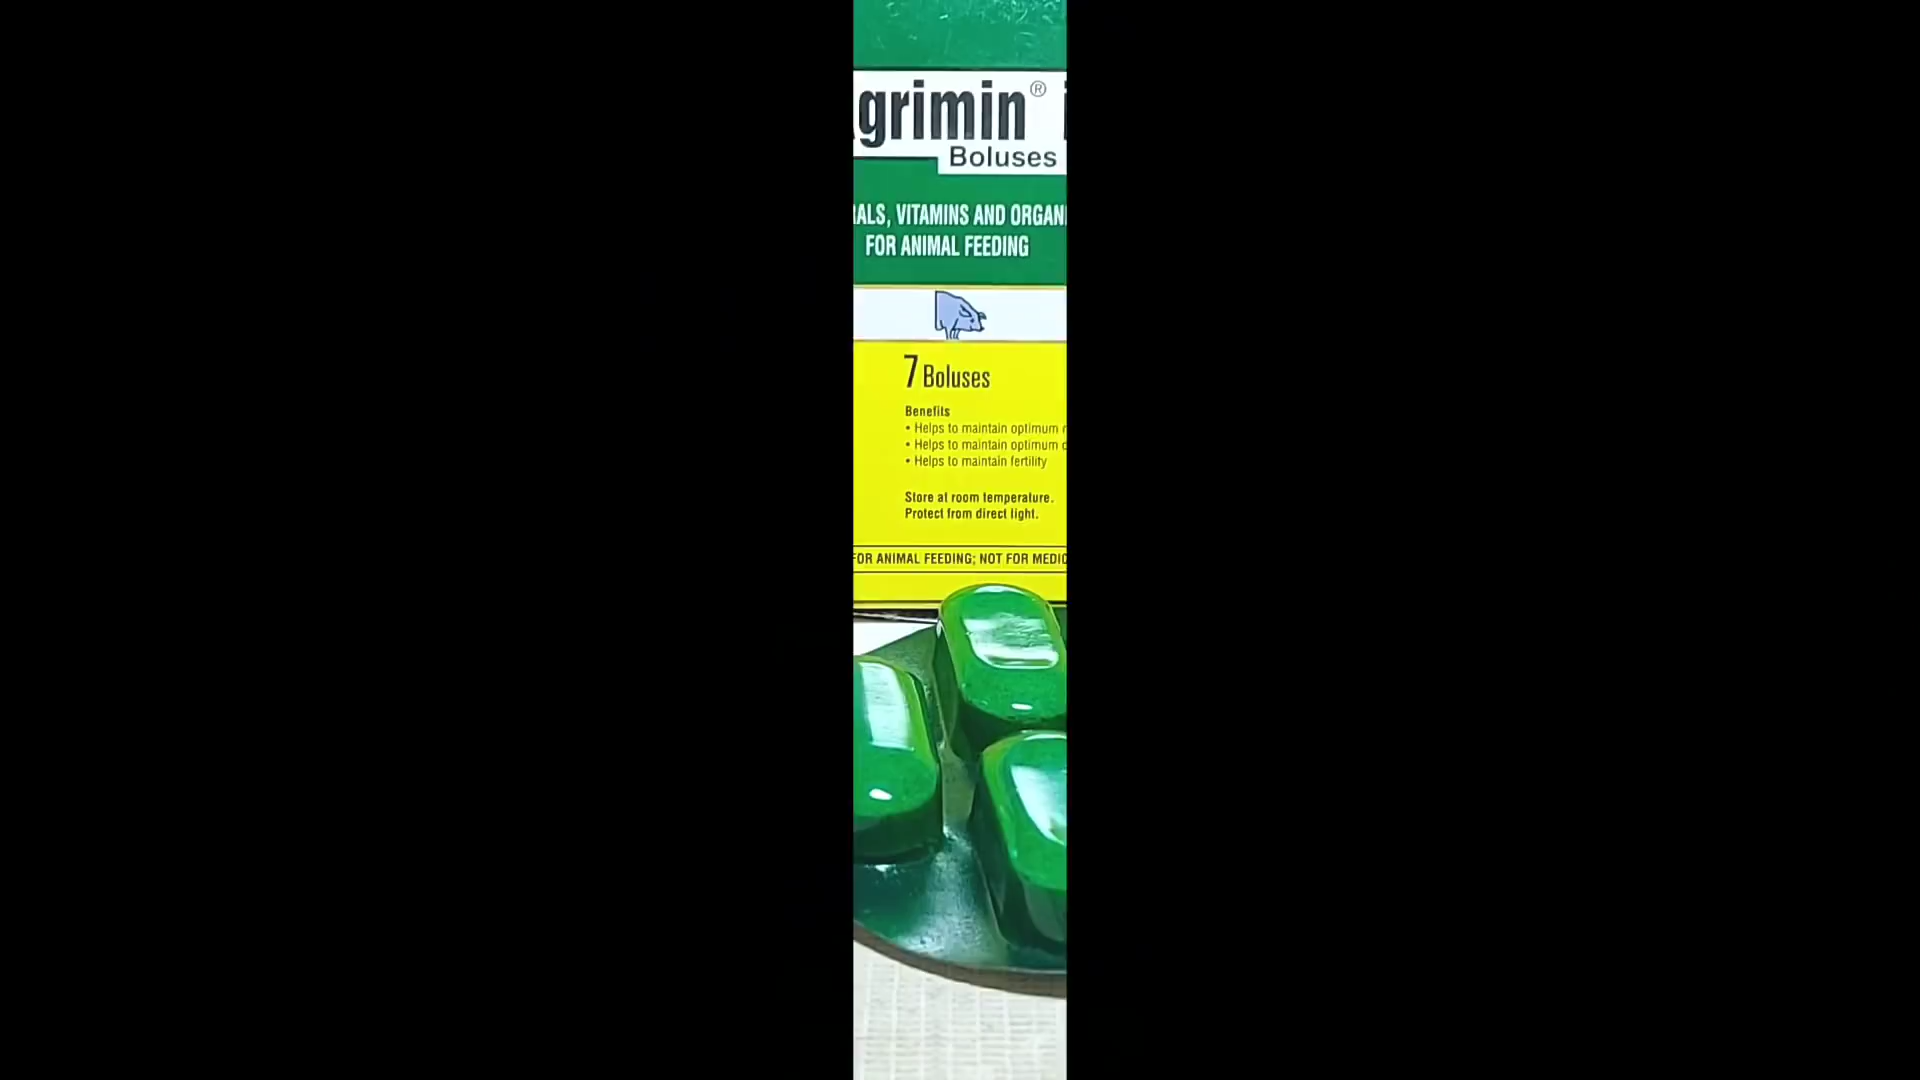 grimin®
Boluses
ALS, VITAMINS AND ORGANI
FOR ANIMAL FEEDING
7 Boluses
Benefits
• Helps to maintain optimum
• Helps to maintain optimum
• Helps to maintain fertility
Store at room temperature.
Protect from direct light.
FOR ANIMAL FEEDING; NOT FOR MEDIC